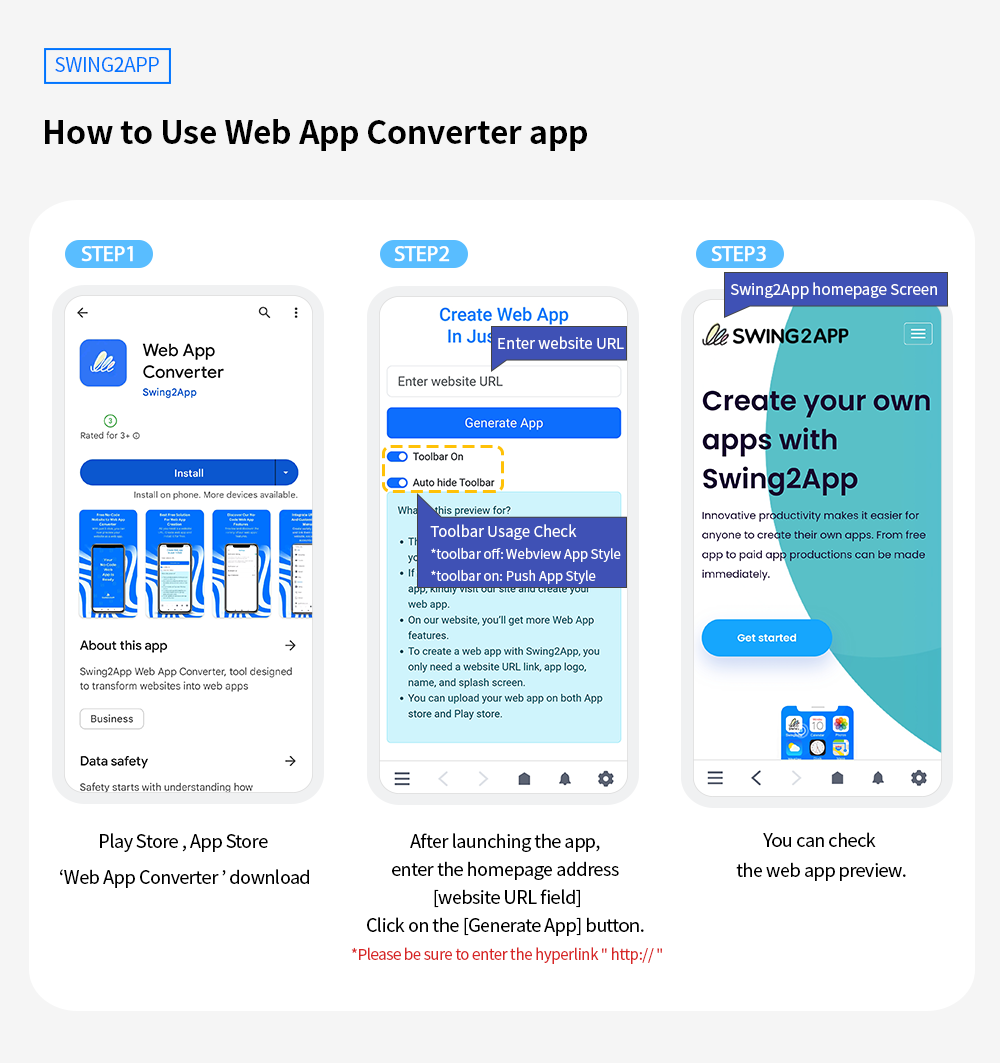 SWING2APP
How to Use Web App Converter app
STEP1
Web App
Converter
Swing2App
3
Rated for 3+
Install
Install on phone. More devices available.
About this app
Swing2App Web App Converter, tool designed
to transform websites into web apps
Business
Data safety
Safety starts with understanding how
Play Store , App Store
‘Web App Converter ’ download
STEP2
Create Web App
In Jus
Enter website URL
Enter website URL
Generate App
Toolbar On
Auto hide Toolbar
this preview for?
Toolbar Usage Check
*toolbar off: Webview App Style
*toolbar on: Push App Style
• If
app, kindly visit our site and create your
web app.
• On our website, you'll get more Web App
features.
• To create a web app with Swing2App, you
only need a website URL link, app logo,
name, and splash screen.
• You can upload your web app on both App
store and Play store.
After launching the app,
enter the homepage address
[website URL field]
Click on the [Generate App] button.
*Please be sure to enter the hyperlink " http:// "
STEP3
Swing2App homepage Screen
SWING2APP
Create your own
apps with
Swing2App
Innovative productivity makes it easier for
anyone to create their own apps. From free
app to paid app productions can be made
immediately.
Get started
10
You can check
the web app preview.